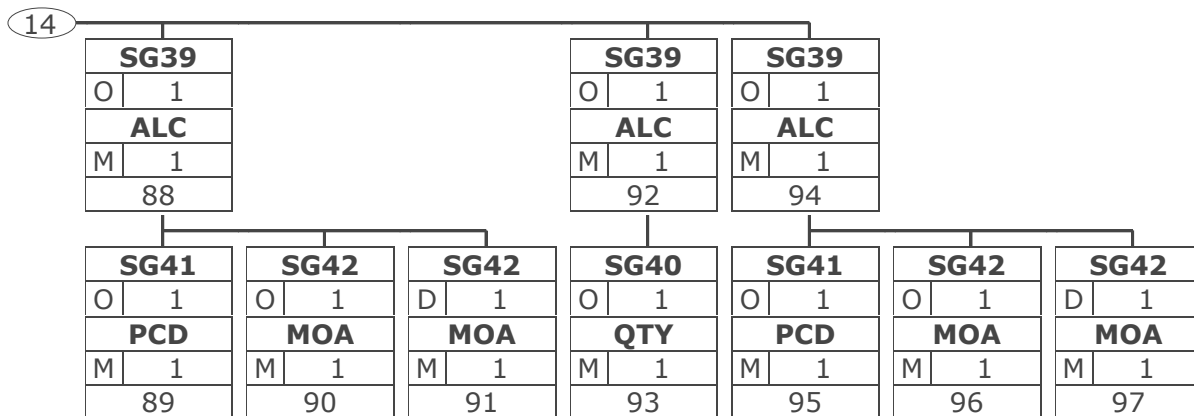 14
SG39 SG39 SG39
O 1 O 1 O 1
ALC ALC ALC
M 1 M 1 M 1
88 92 94
SG41 SG42 SG42 SG40 SG41 SG42 SG42
O 1 O 1 D 1 O 1 O 1 O 1 D 1
PCD MOA MOA QTY PCD MOA MOA
M 1 M 1 M 1 M 1 M 1 M 1 M 1
89 90 91 93 95 96 97